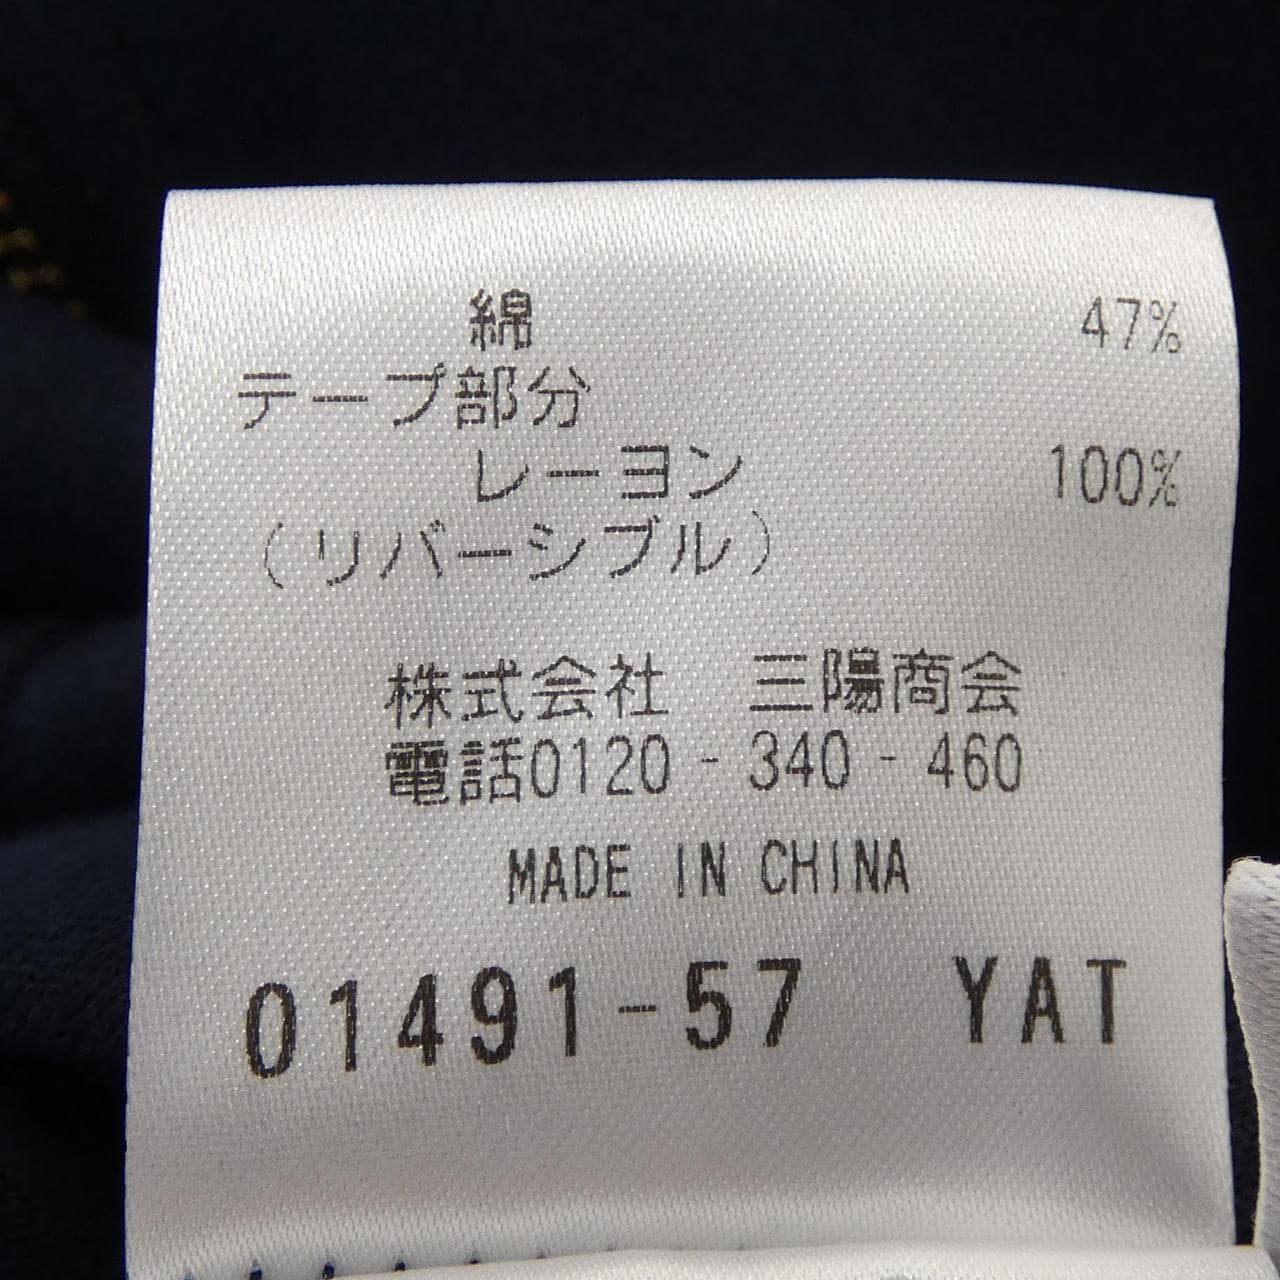 綿 47%
テープ部分
レーヨン 100%
(リバーシブル)
株式会社 三陽商会
電話0120-340-460
MADE IN CHINA
01491-57 YAT